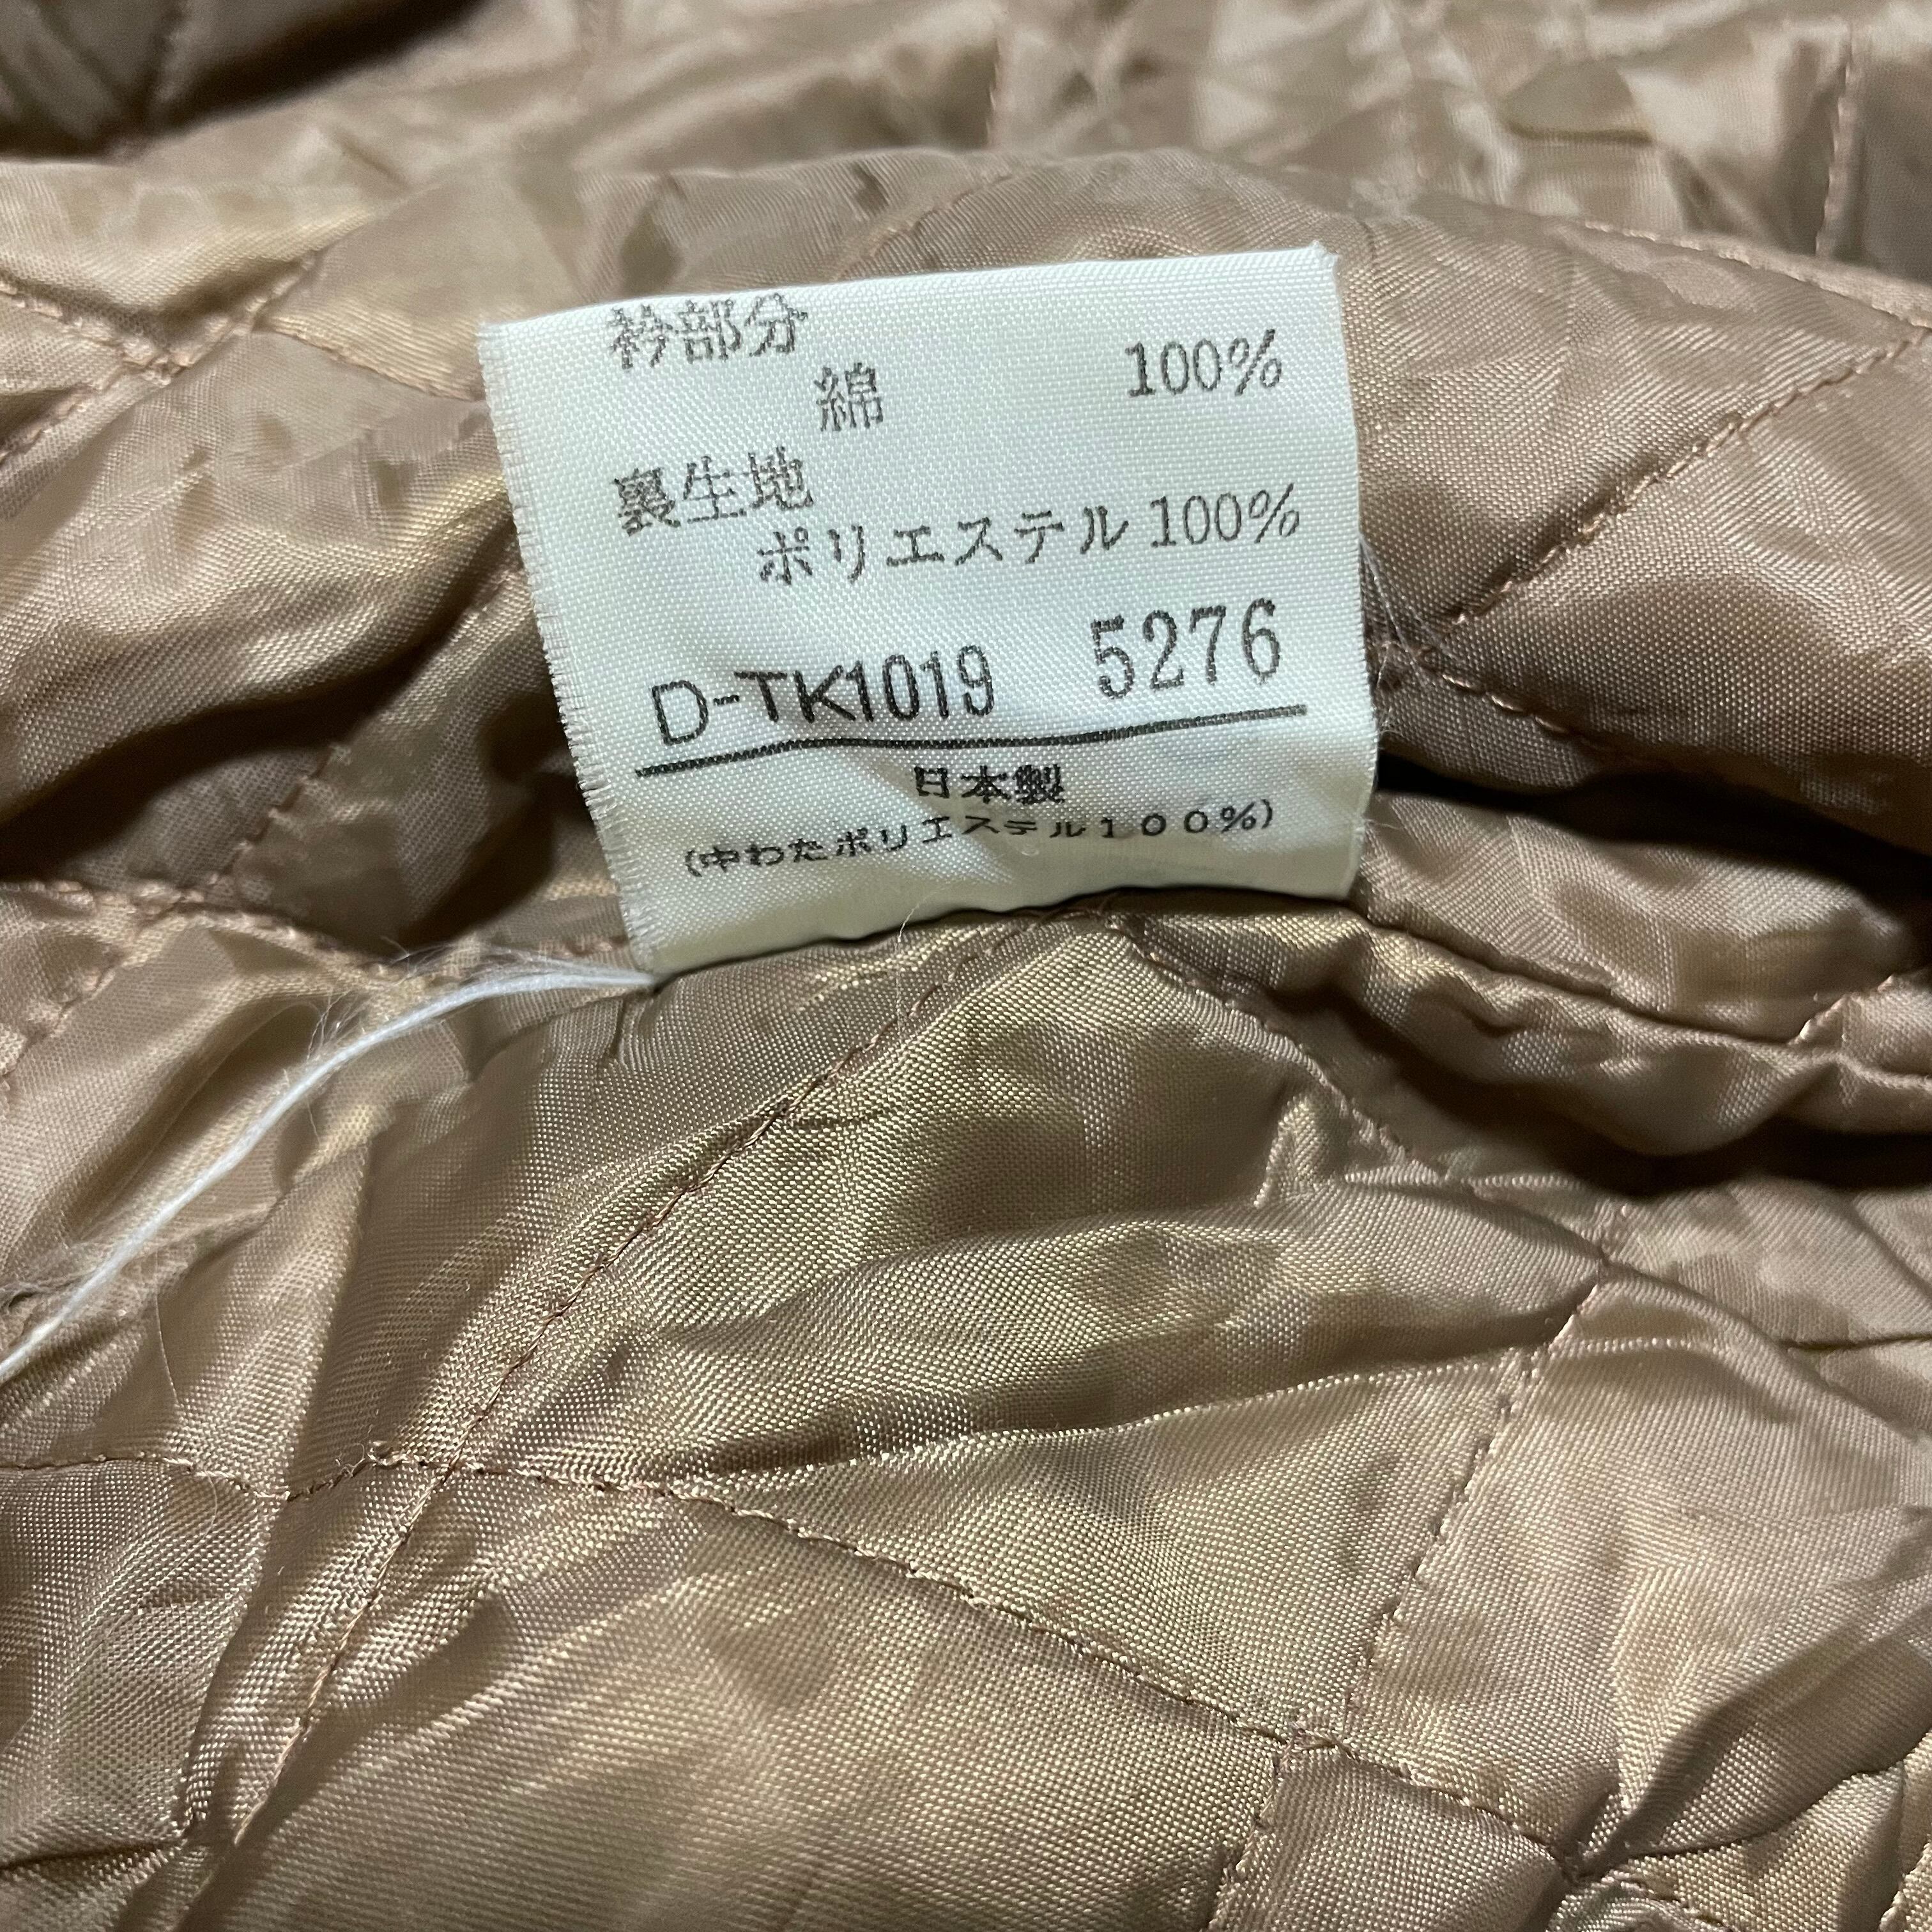 衿部分
綿 100%
裏生地
ポリエステル100%
D-TK1019 5276
日本製
(中わたポリエステル100%)